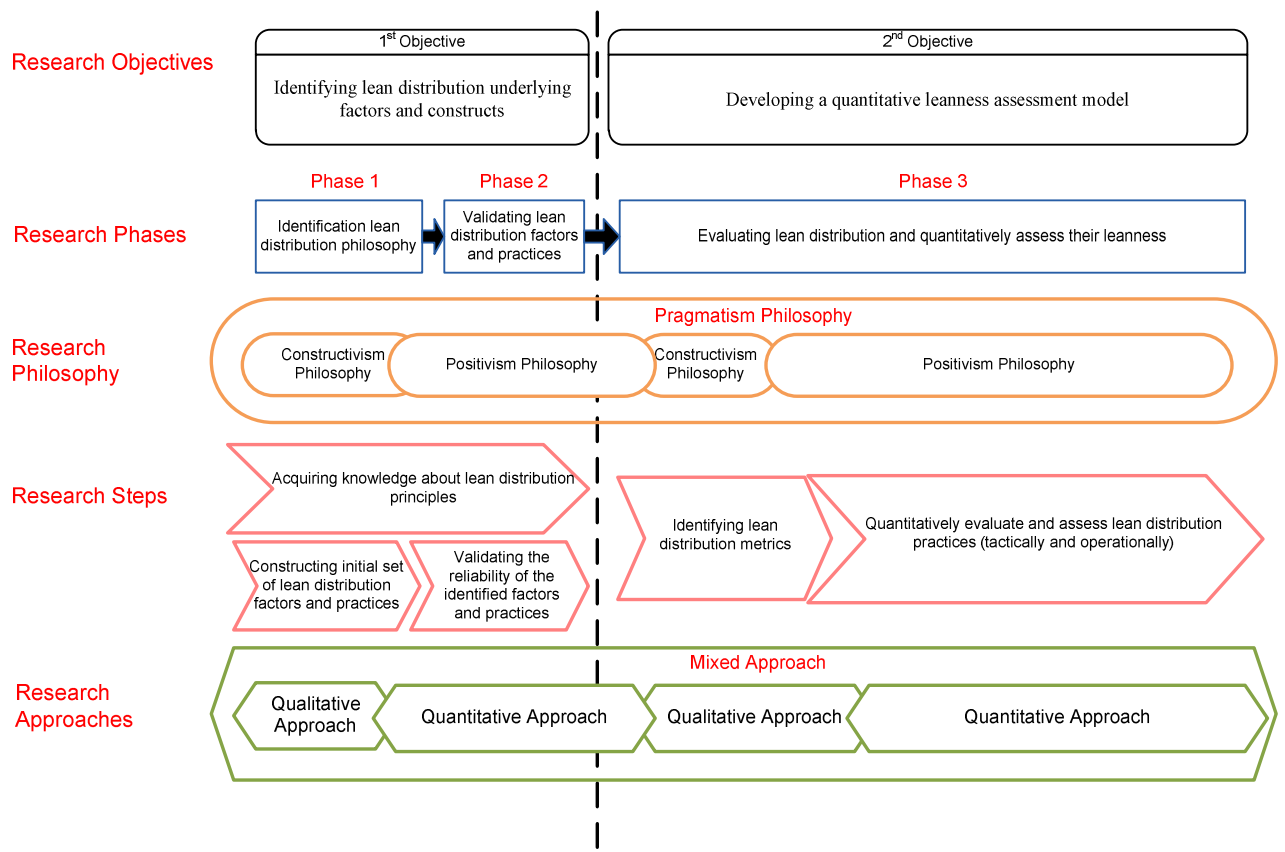 Research Objectives
1st Objective
Identifying lean distribution underlying
factors and constructs
2nd Objective
Developing a quantitative leanness assessment model
Research Phases
Phase 1
Identification lean
distribution philosophy
Phase 2
Validating lean
distribution factors
and practices
Phase 3
Evaluating lean distribution and quantitatively assess their leanness
Research
Philosophy
Pragmatism Philosophy
Constructivism
Philosophy
Positivism Philosophy
Constructivism
Philosophy
Positivism Philosophy
Research Steps
Acquiring knowledge about lean distribution
principles
Constructing initial set
of lean distribution
factors and practices
Validating the
reliability of the
identified factors
and practices
Identifying lean
distribution metrics
Quantitatively evaluate and assess lean distribution
practices (tactically and operationally)
Research
Approaches
Mixed Approach
Qualitative
Approach
Quantitative Approach
Qualitative Approach
Quantitative Approach